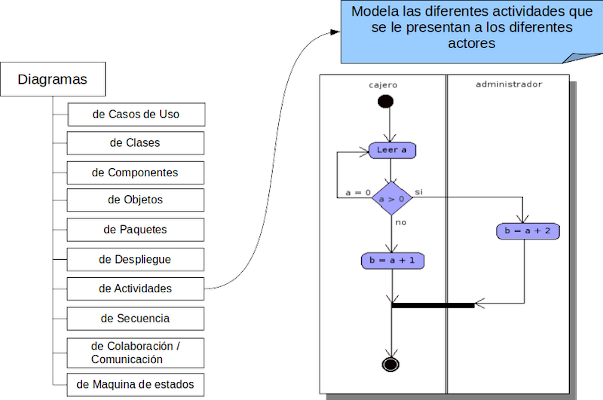 Modela las diferentes actividades que
se le presentan a los diferentes
actores
Diagramas
de Casos de Uso
de Clases
de Componentes
de Objetos
de Paquetes
de Despliegue
de Actividades
de Secuencia
de Colaboración /
Comunicación
de Maquina de estados
cajero
administrador
Leer a
a = 0
a > 0
si
no
b = a + 2
b = a + 1